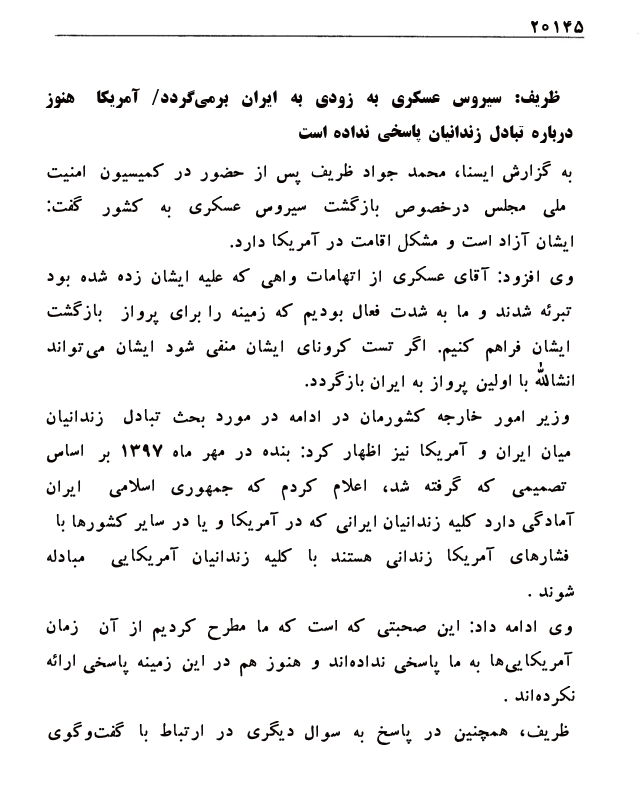 ۲۰۱۴۵
ظریف: سیروس عسکری به زودی به ایران برمی‌گردد/ آمریکا هنوز
درباره تبادل زندانیان پاسخی نداده است
به گزارش ایسنا، محمد جواد ظریف پس از حضور در کمیسیون امنیت
ملی مجلس درخصوص بازگشت سیروس عسکری به کشور گفت:
ایشان آزاد است و مشکل اقامت در آمریکا دارد.
وی افزود: آقای عسکری از اتهامات واهی که علیه ایشان زده شده بود
تبرئه شدند و ما به شدت فعال بودیم که زمینه را برای پرواز بازگشت
ایشان فراهم کنیم. اگر تست کرونای ایشان منفی شود ایشان می‌تواند
انشالله با اولین پرواز به ایران بازگردد.
وزیر امور خارجه کشورمان در ادامه در مورد بحث تبادل زندانیان
میان ایران و آمریکا نیز اظهار کرد: بنده در مهر ماه ۱۳۹۷ بر اساس
تصمیمی که گرفته شد، اعلام کردم که جمهوری اسلامی ایران
آمادگی دارد کلیه زندانیان ایرانی که در آمریکا و یا در سایر کشورها با
فشارهای آمریکا زندانی هستند با کلیه زندانیان آمریکایی مبادله
شوند .
وی ادامه داد: این صحبتی که است که ما مطرح کردیم از آن زمان
آمریکایی‌ها به ما پاسخی نداده‌اند و هنوز هم در این زمینه پاسخی ارائه
نکرده‌اند .
ظریف، همچنین در پاسخ به سوال دیگری در ارتباط با گفت‌وگوی